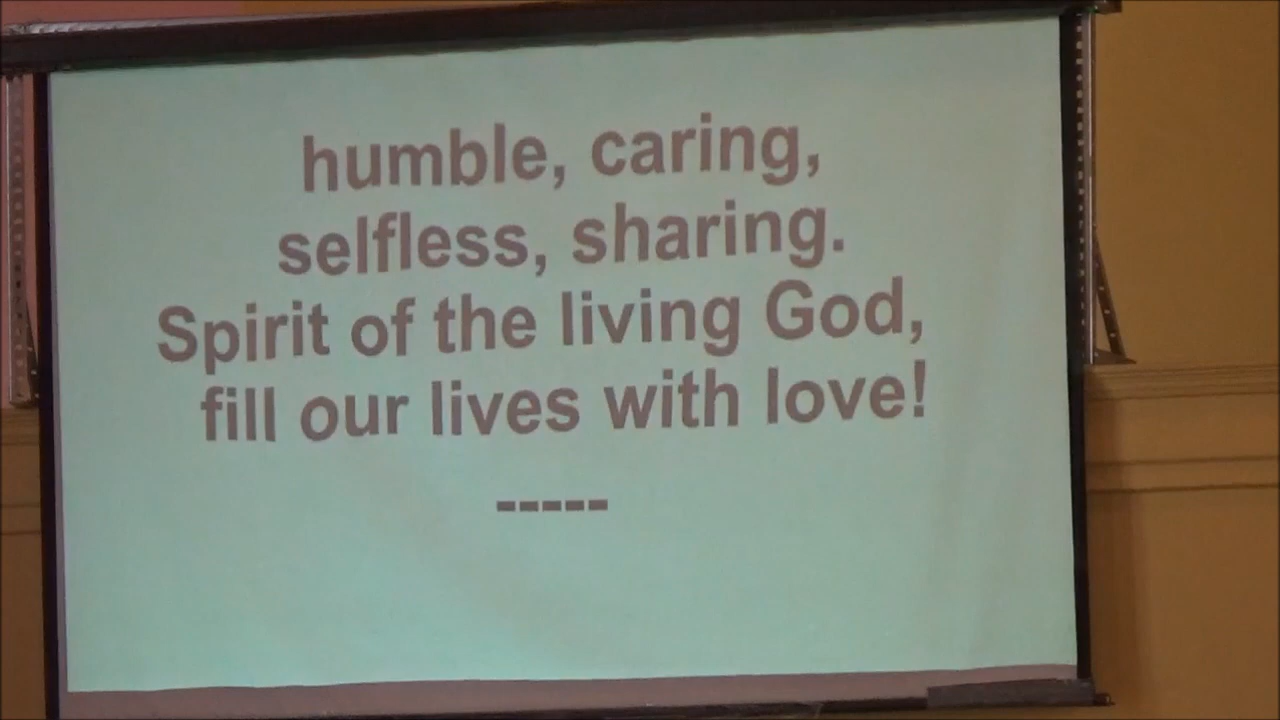 humble, caring,
selfless, sharing.
Spirit of the living God,
fill our lives with love!
-----